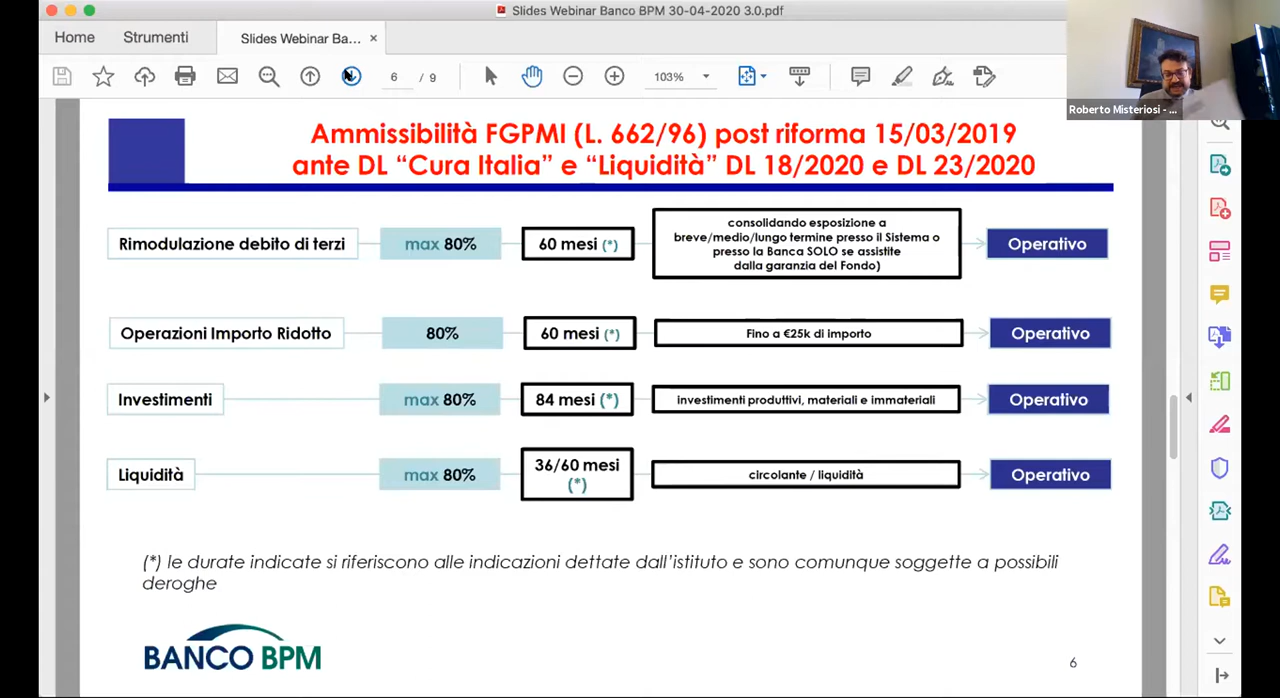 Slides Webinar Banco BPM 30-04-2020 3.0.pdf
Home
Strumenti
Slides Webinar Ba... ×
6 / 9
103%
Roberto Misteriosi - ...
Ammissibilità FGPMI (L. 662/96) post riforma 15/03/2019
ante DL “Cura Italia” e “Liquidità” DL 18/2020 e DL 23/2020
Rimodulazione debito di terzi
max 80%
60 mesi (*)
consolidando esposizione a
breve/medio/lungo termine presso il Sistema o
presso la Banca SOLO se assistite
dalla garanzia del Fondo)
Operativo
Operazioni Importo Ridotto
80%
60 mesi (*)
Fino a €25k di importo
Operativo
Investimenti
max 80%
84 mesi (*)
investimenti produttivi, materiali e immateriali
Operativo
Liquidità
max 80%
36/60 mesi
(*)
circolante / liquidità
Operativo
(*) le durate indicate si riferiscono alle indicazioni dettate dall'istituto e sono comunque soggette a possibili
deroghe
BANCO BPM
6